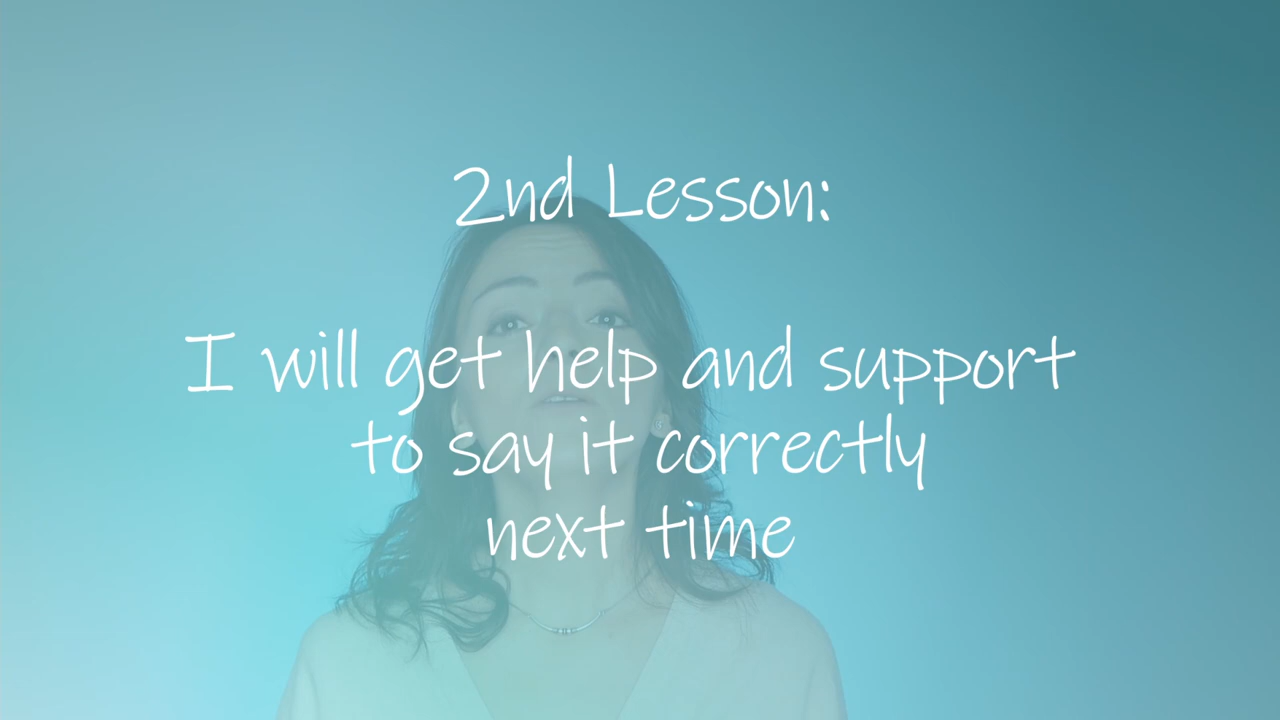 2nd Lesson:
I will get help and support
to say it correctly
next time